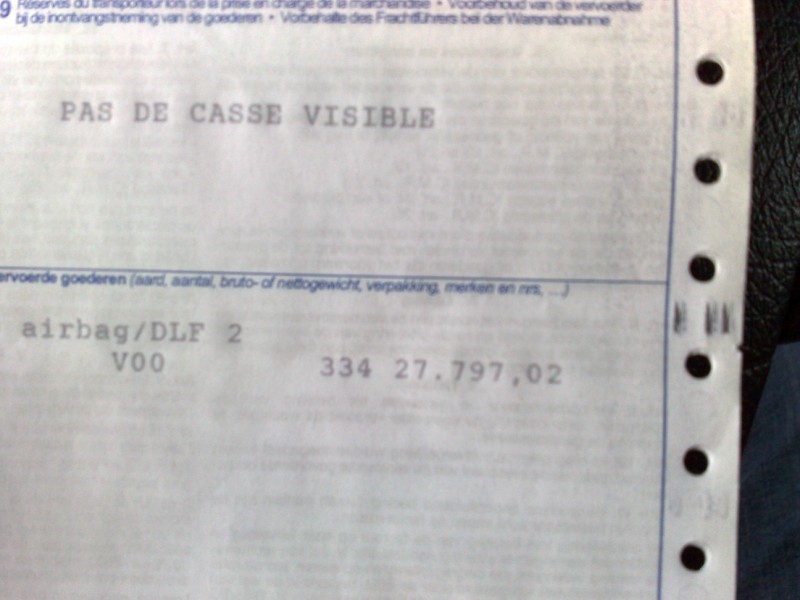 9 Réserves du transporteur lors de la prise en charge de la marchandise • Voorbehoud van de vervoerder
bij de inontvangstneming van de goederen • Vorbehalte des Frachtführers bei der Warenabnahme
PAS DE CASSE VISIBLE
ervoerde goederen (aard, aantal, bruto- of nettogewicht, verpakking, merken en nrs, ...)
airbag/DLF 2
V00 334 27.797,02